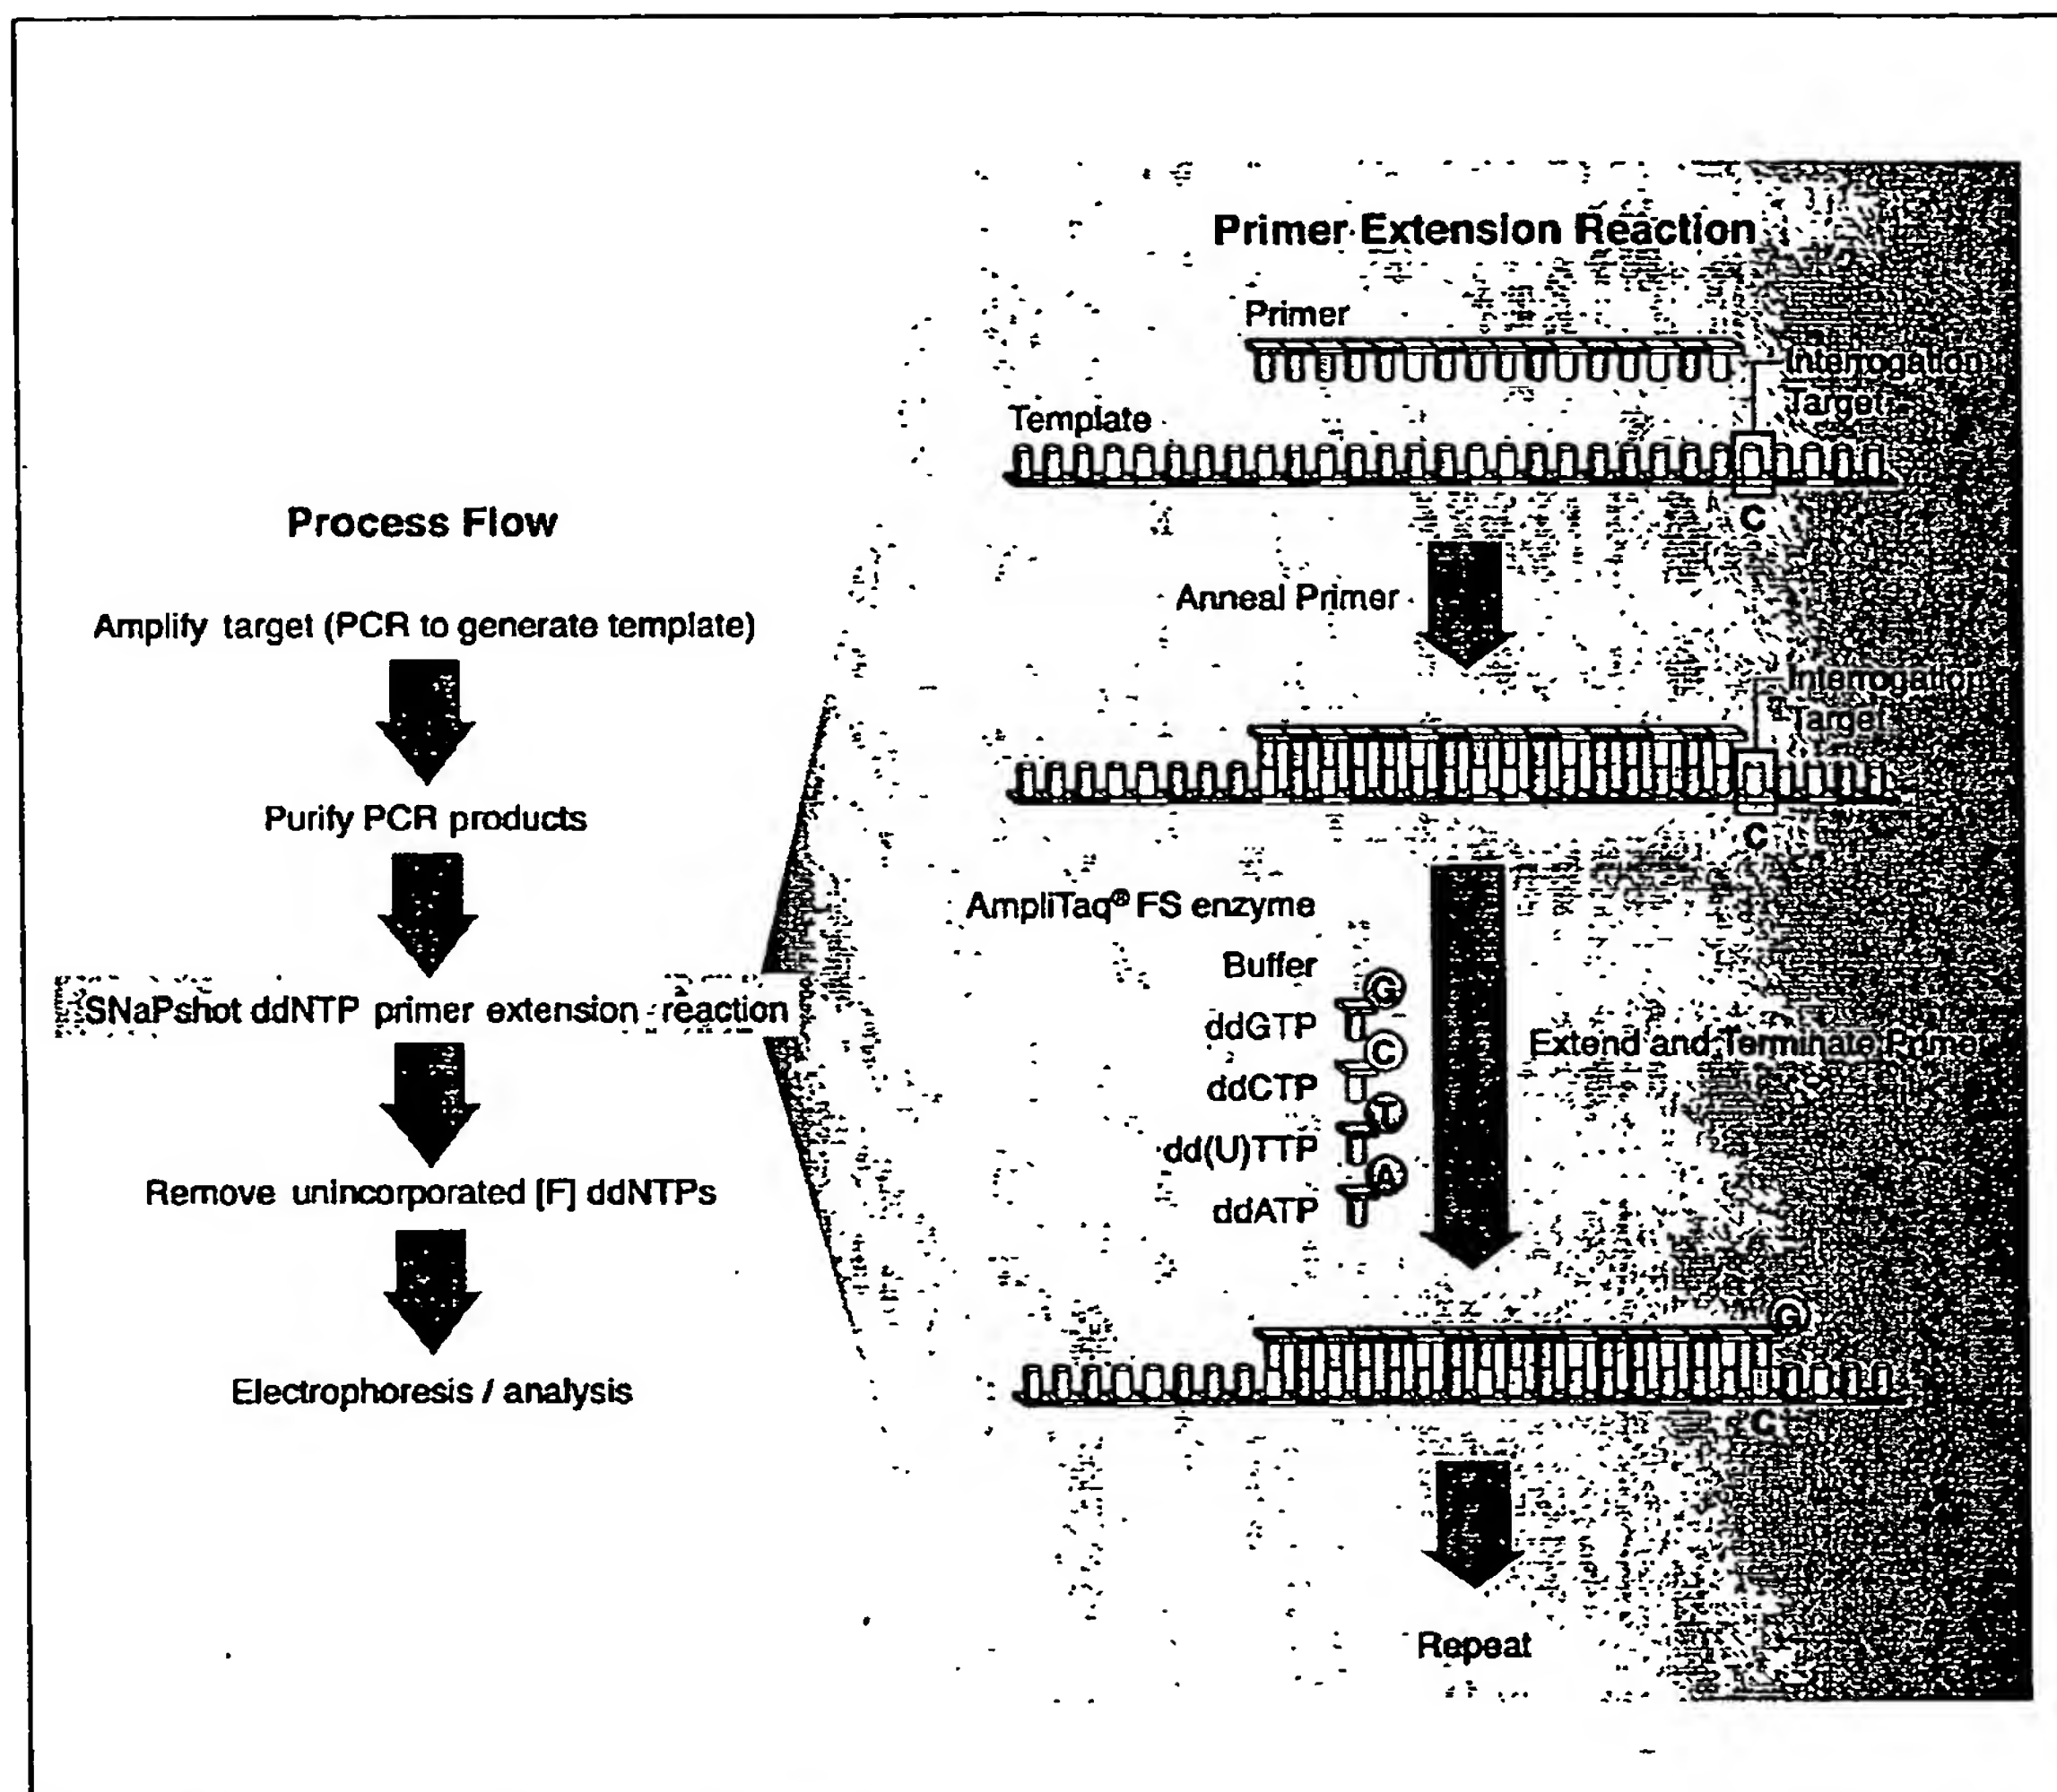 Process Flow
Amplify target (PCR to generate template)
Purify PCR products
SNaPshot ddNTP primer extension reaction
Remove unincorporated [F] ddNTPs
Electrophoresis / analysis
Primer Extension Reaction
Primer
Interrogation
Target
Template
C
Anneal Primer
Interrogation
Target
C
AmpliTaq® FS enzyme
Buffer
G
ddGTP
C
ddCTP
T
dd(U)TTP
A
ddATP
Extend and Terminate Primer
G
C
Repeat